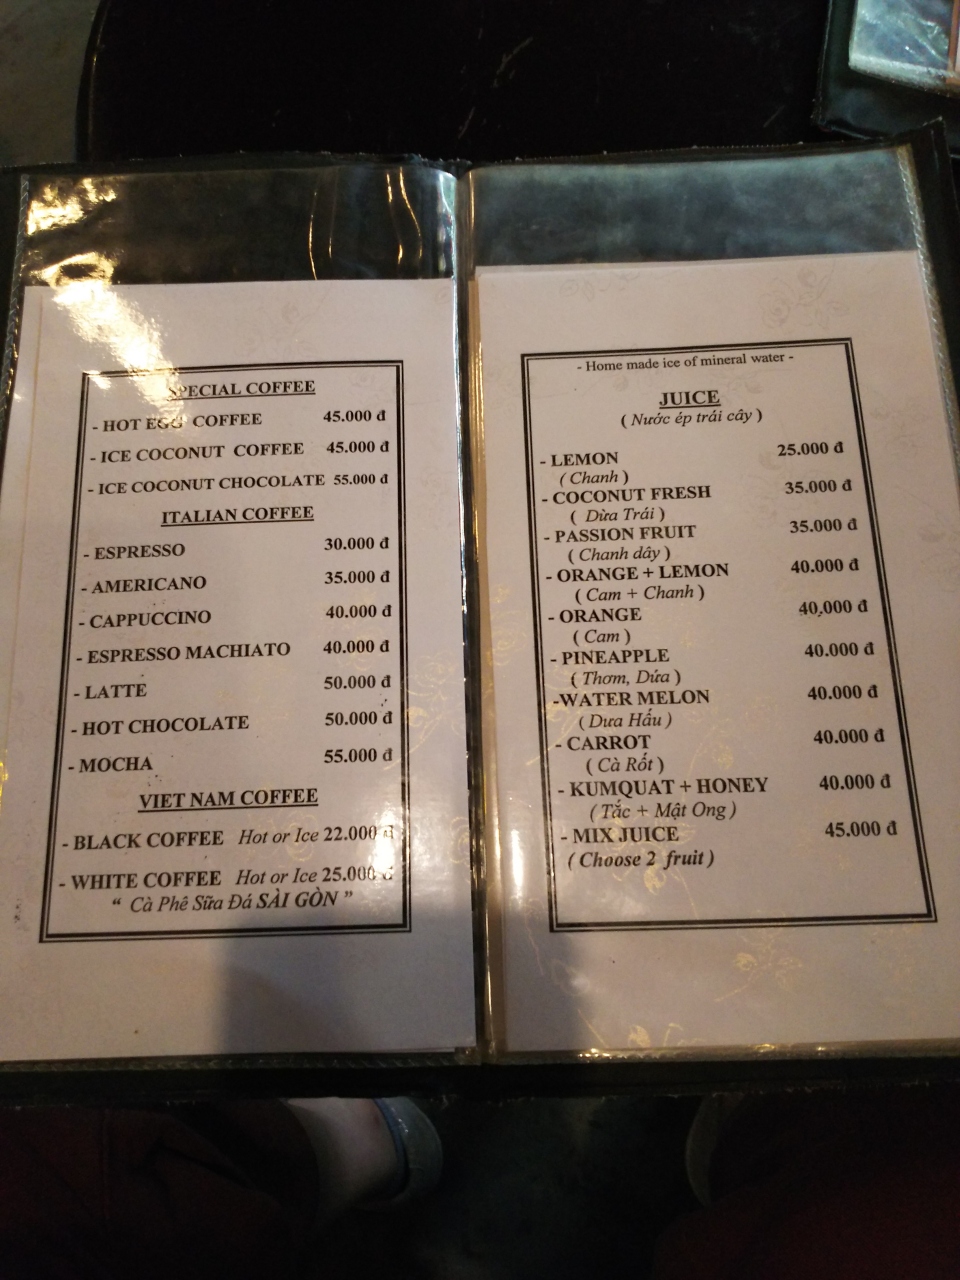 SPECIAL COFFEE
- HOT EGG COFFEE 45.000 đ
- ICE COCONUT COFFEE 45.000 đ
- ICE COCONUT CHOCOLATE 55.000 đ
ITALIAN COFFEE
- ESPRESSO 30.000 đ
- AMERICANO 35.000 đ
- CAPPUCCINO 40.000 đ
- ESPRESSO MACHIATO 40.000 đ
- LATTE 50.000 đ
- HOT CHOCOLATE 50.000 đ
- MOCHA 55.000 đ
VIET NAM COFFEE
- BLACK COFFEE Hot or Ice 22.000 đ
- WHITE COFFEE Hot or Ice 25.000 đ
“ Cà Phê Sữa Đá SÀI GÒN ”
- Home made ice of mineral water -
JUICE
( Nước ép trái cây )
- LEMON 25.000 đ
( Chanh )
- COCONUT FRESH 35.000 đ
( Dừa Trái )
- PASSION FRUIT 35.000 đ
( Chanh dây )
- ORANGE + LEMON 40.000 đ
( Cam + Chanh )
- ORANGE 40,000 đ
( Cam )
- PINEAPPLE 40.000 đ
( Thơm, Dứa )
-WATER MELON 40.000 đ
( Dưa Hấu )
- CARROT 40.000 đ
( Cà Rốt )
- KUMQUAT + HONEY 40.000 đ
( Tắc + Mật Ong )
- MIX JUICE 45.000 đ
( Choose 2 fruit )